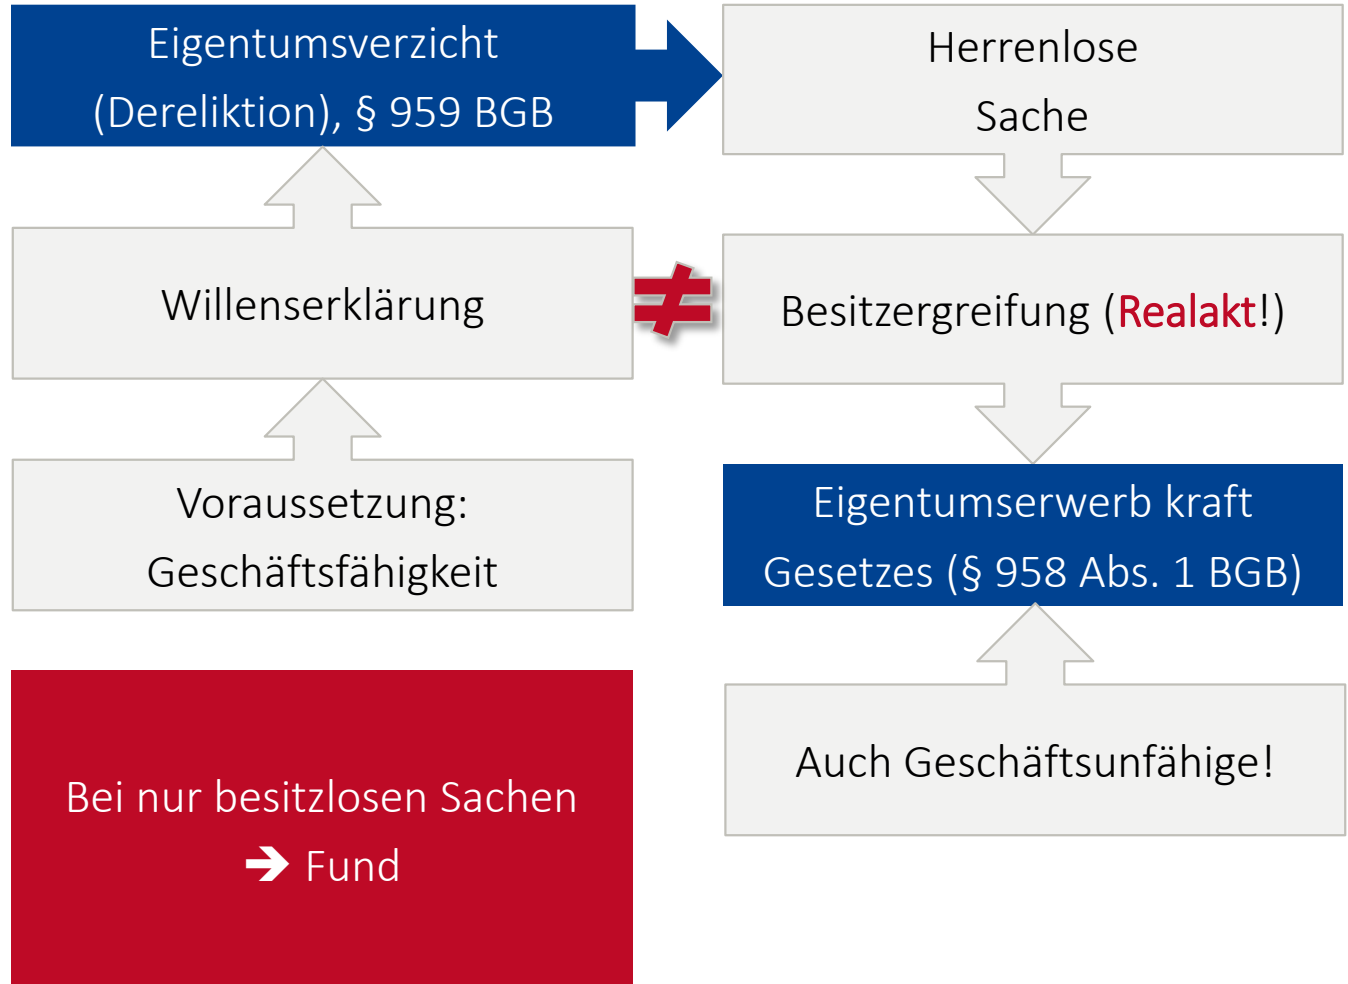 Eigentumsverzicht
(Dereliktion), § 959 BGB
Herrenlose
Sache
Willenserklärung
≠
Besitzergreifung (Realakt!)
Voraussetzung:
Geschäftsfähigkeit
Eigentumserwerb kraft
Gesetzes (§ 958 Abs. 1 BGB)
Bei nur besitzlosen Sachen
➔ Fund
Auch Geschäftsunfähige!